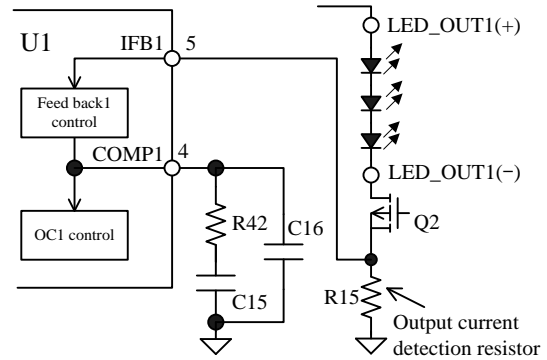 U1
IFB1
5
LED_OUT1(+)
Feed back1
control
COMP1
4
LED_OUT1(−)
OC1 control
R42
C16
Q2
C15
R15
Output current
detection resistor